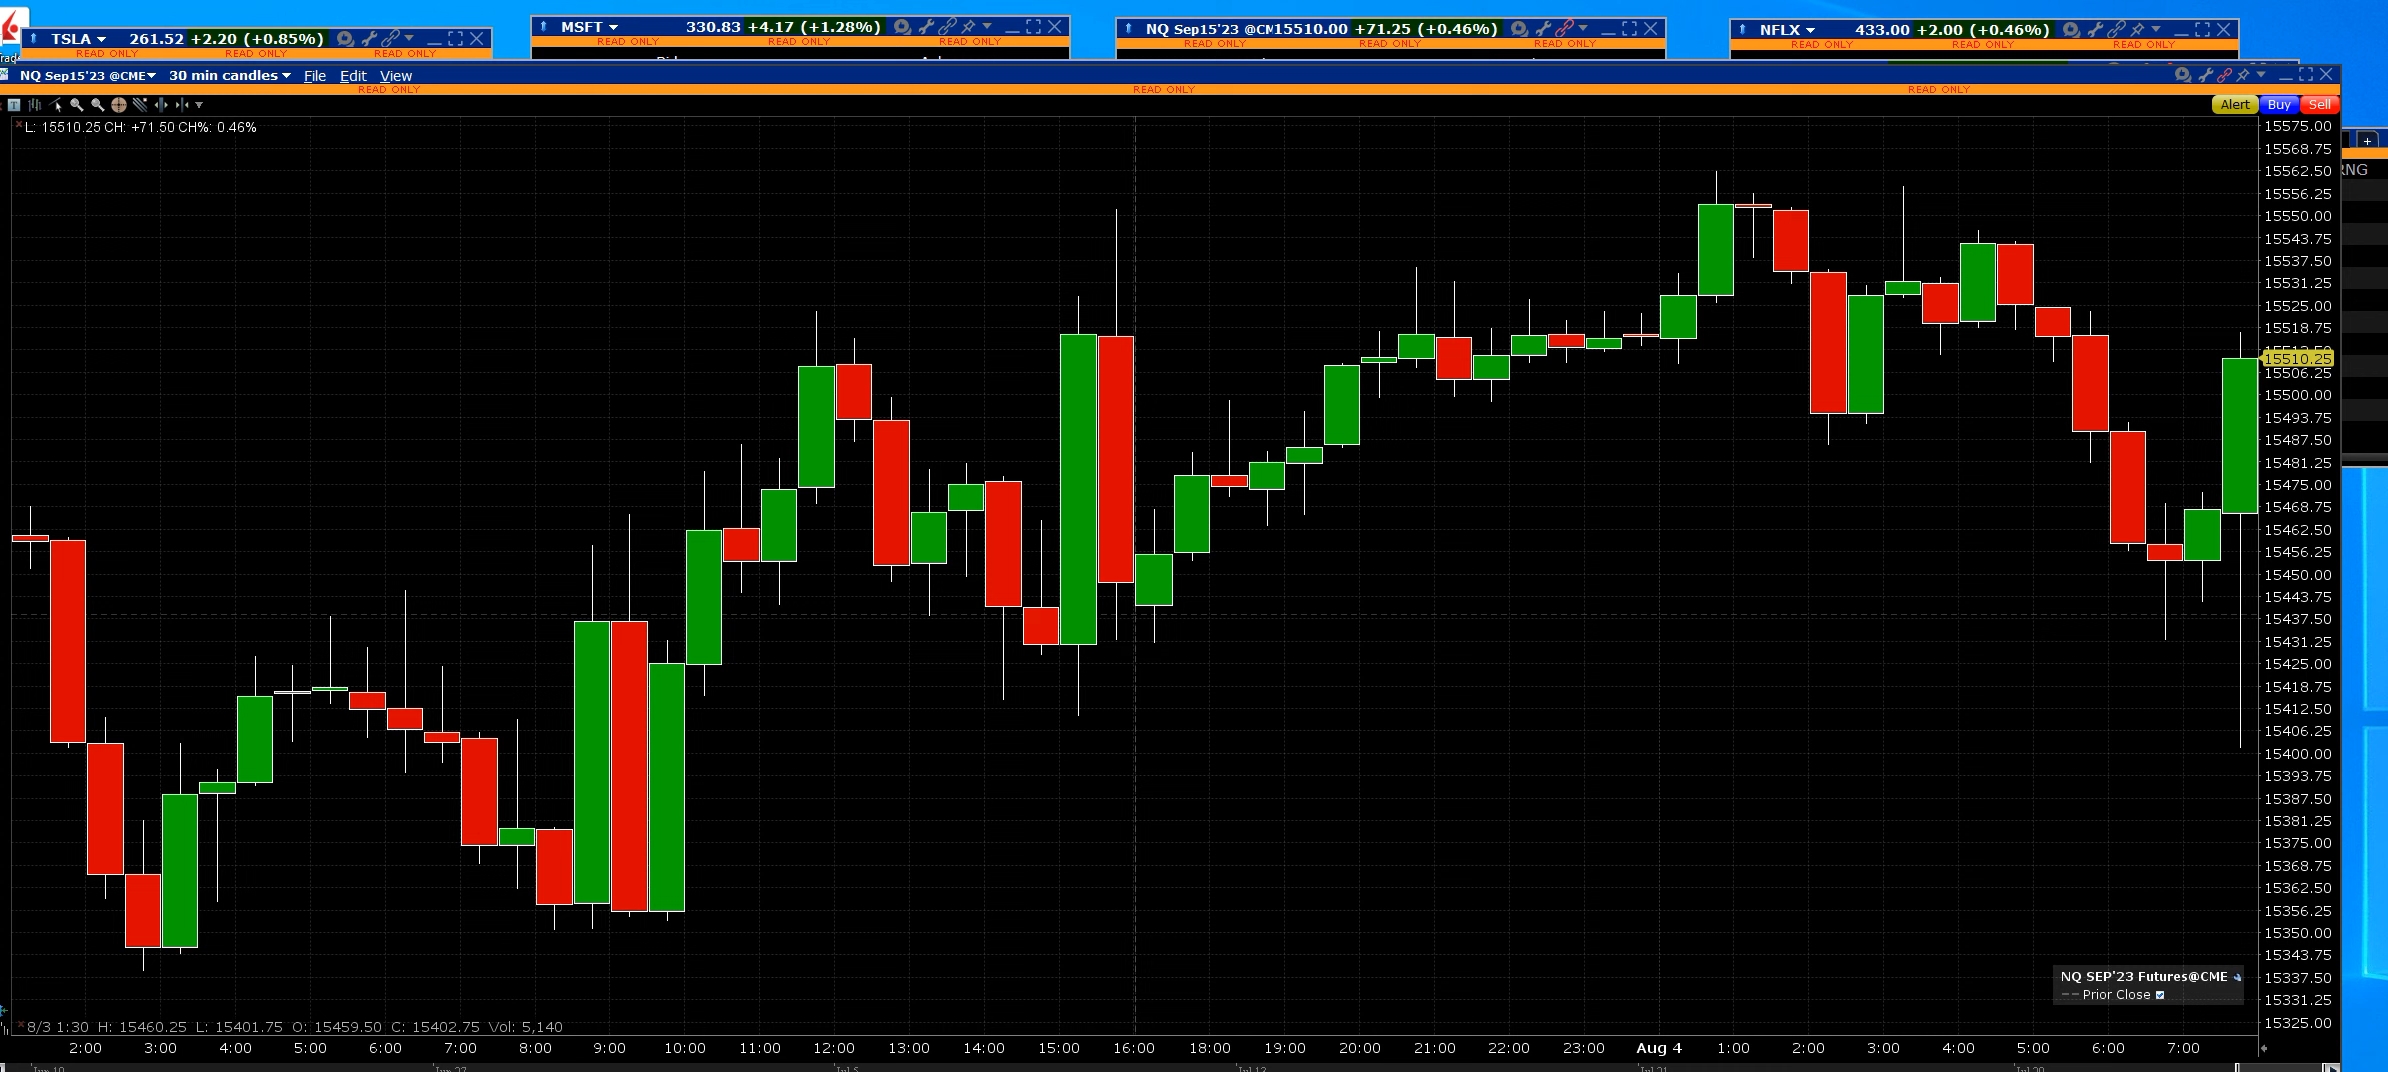 TSLA 261.52 +2.20 (+0.85%)
READ ONLY READ ONLY READ ONLY
MSFT 330.83 +4.17 (+1.28%)
READ ONLY READ ONLY READ ONLY
NQ Sep15'23 @CM 15510.00 +71.25 (+0.46%)
READ ONLY READ ONLY READ ONLY
NFLX 433.00 +2.00 (+0.46%)
READ ONLY READ ONLY READ ONLY
NQ Sep15'23 @CME 30 min candles File Edit View
READ ONLY READ ONLY READ ONLY
Alert Buy Sell
L: 15510.25 CH: +71.50 CH%: 0.46%
15575.00
15568.75
15562.50
15556.25
15550.00
15543.75
15537.50
15531.25
15525.00
15518.75
15512.50
15510.25
15506.25
15500.00
15493.75
15487.50
15481.25
15475.00
15468.75
15462.50
15456.25
15450.00
15443.75
15437.50
15431.25
15425.00
15418.75
15412.50
15406.25
15400.00
15393.75
15387.50
15381.25
15375.00
15368.75
15362.50
15356.25
15350.00
15343.75
15337.50
15331.25
15325.00
NQ SEP'23 Futures@CME
Prior Close
8/3 1:30 H: 15460.25 L: 15401.75 O: 15459.50 C: 15402.75 Vol: 5,140
2:00 3:00 4:00 5:00 6:00 7:00 8:00 9:00 10:00 11:00 12:00 13:00 14:00 15:00 16:00 18:00 19:00 20:00 21:00 22:00 23:00 Aug 4 1:00 2:00 3:00 4:00 5:00 6:00 7:00